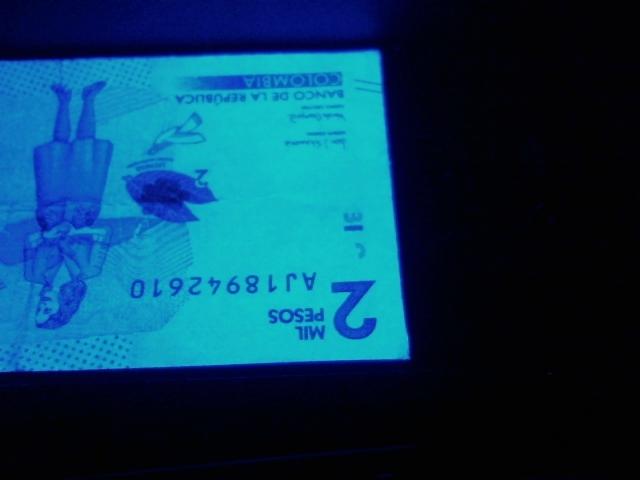 2
MIL
PESOS
AJ18942610
2
BANCO DE LA REPÚBLICA
COLOMBIA